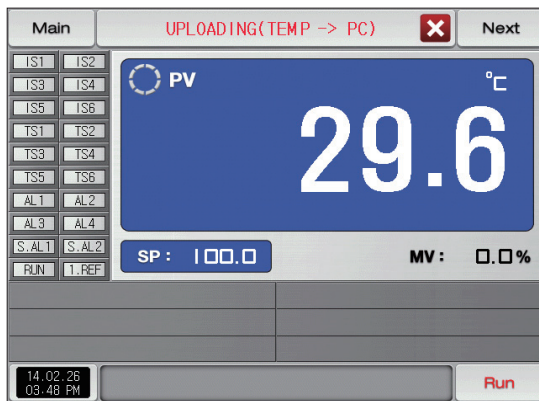 Main UPLOADING(TEMP -> PC) Next
IS1 IS2
IS3 IS4
IS5 IS6
TS1 TS2
TS3 TS4
TS5 TS6
AL1 AL2
AL3 AL4
S.AL1 S.AL2
RUN 1.REF
PV
℃
29.6
SP : 100.0
MV : 0.0%
14.02.26
03:48 PM
Run